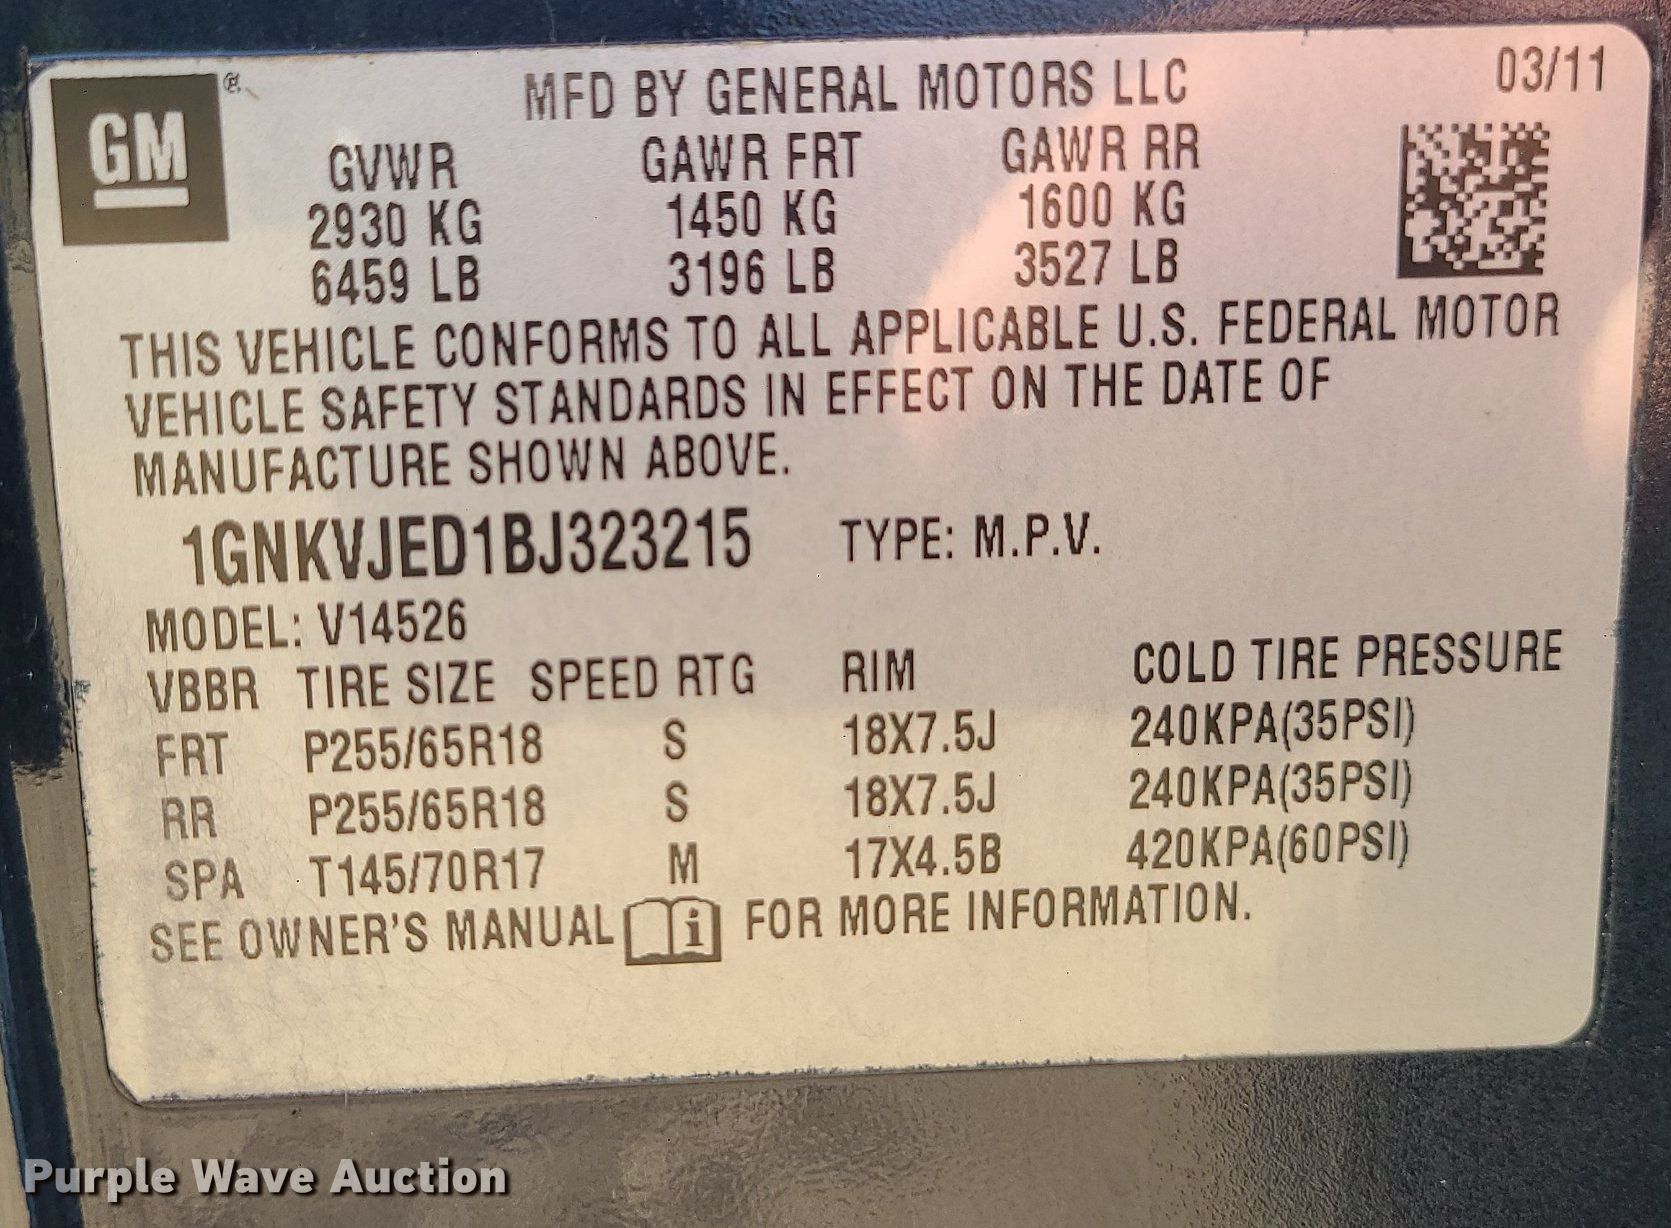 GM
MFD BY GENERAL MOTORS LLC 03/11
GVWR GAWR FRT GAWR RR
2930 KG 1450 KG 1600 KG
6459 LB 3196 LB 3527 LB
THIS VEHICLE CONFORMS TO ALL APPLICABLE U.S. FEDERAL MOTOR
VEHICLE SAFETY STANDARDS IN EFFECT ON THE DATE OF
MANUFACTURE SHOWN ABOVE.
1GNKVJED1BJ323215 TYPE: M.P.V.
MODEL: V14526
VBBR TIRE SIZE SPEED RTG RIM COLD TIRE PRESSURE
FRT P255/65R18 S 18X7.5J 240KPA(35PSI)
RR P255/65R18 S 18X7.5J 240KPA(35PSI)
SPA T145/70R17 M 17X4.5B 420KPA(60PSI)
SEE OWNER'S MANUAL i FOR MORE INFORMATION.
Purple Wave Auction